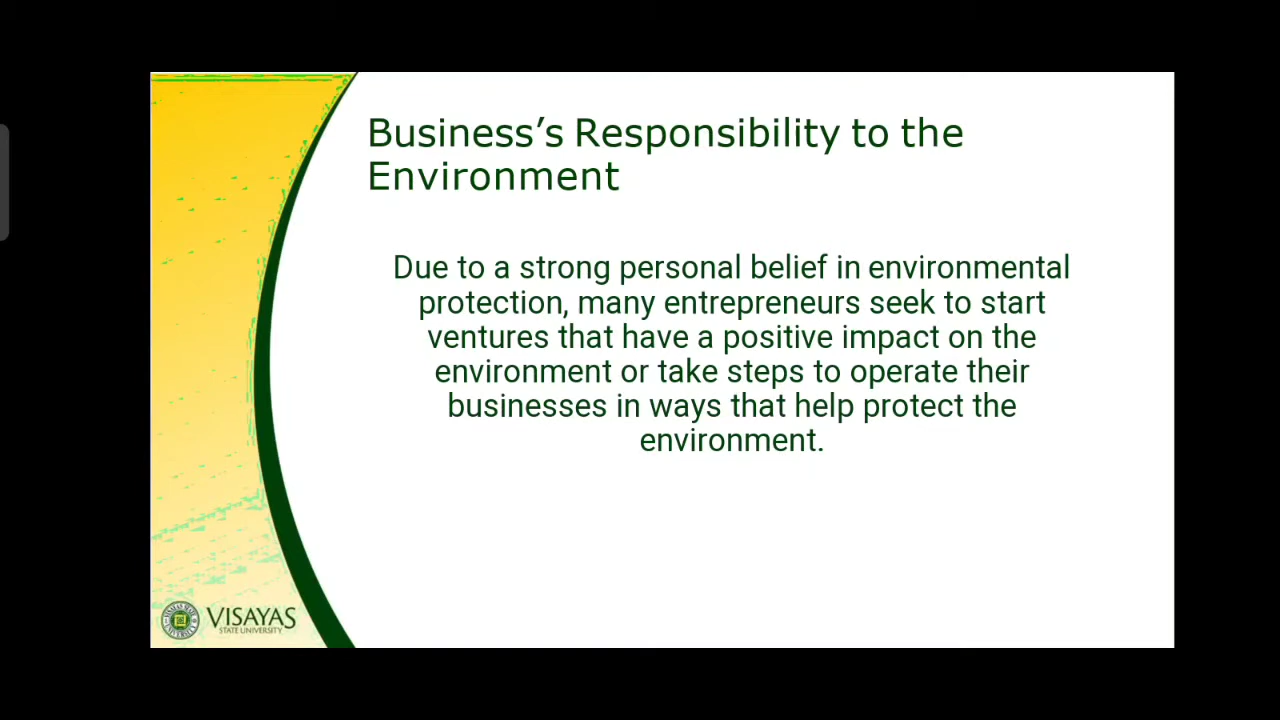 Business’s Responsibility to the
Environment
Due to a strong personal belief in environmental
protection, many entrepreneurs seek to start
ventures that have a positive impact on the
environment or take steps to operate their
businesses in ways that help protect the
environment.
VISAYAS
STATE UNIVERSITY